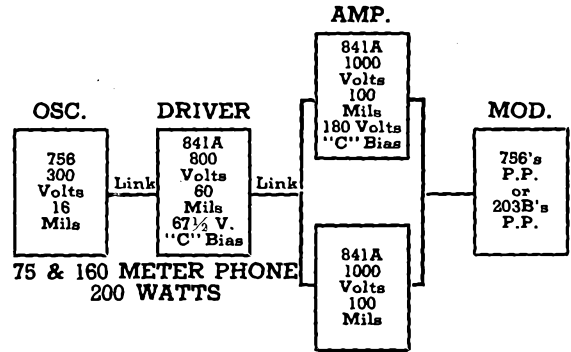 AMP.
841A
1000
Volts
100
Mils
180 Volts
"C" Bias
OSC.
756
300
Volts
16
Mils
Link
DRIVER
841A
800
Volts
60
Mils
67½ V.
"C" Bias
Link
MOD.
756's
P.P.
or
203B's
P.P.
841A
1000
Volts
100
Mils
75 & 160 METER PHONE
200 WATTS